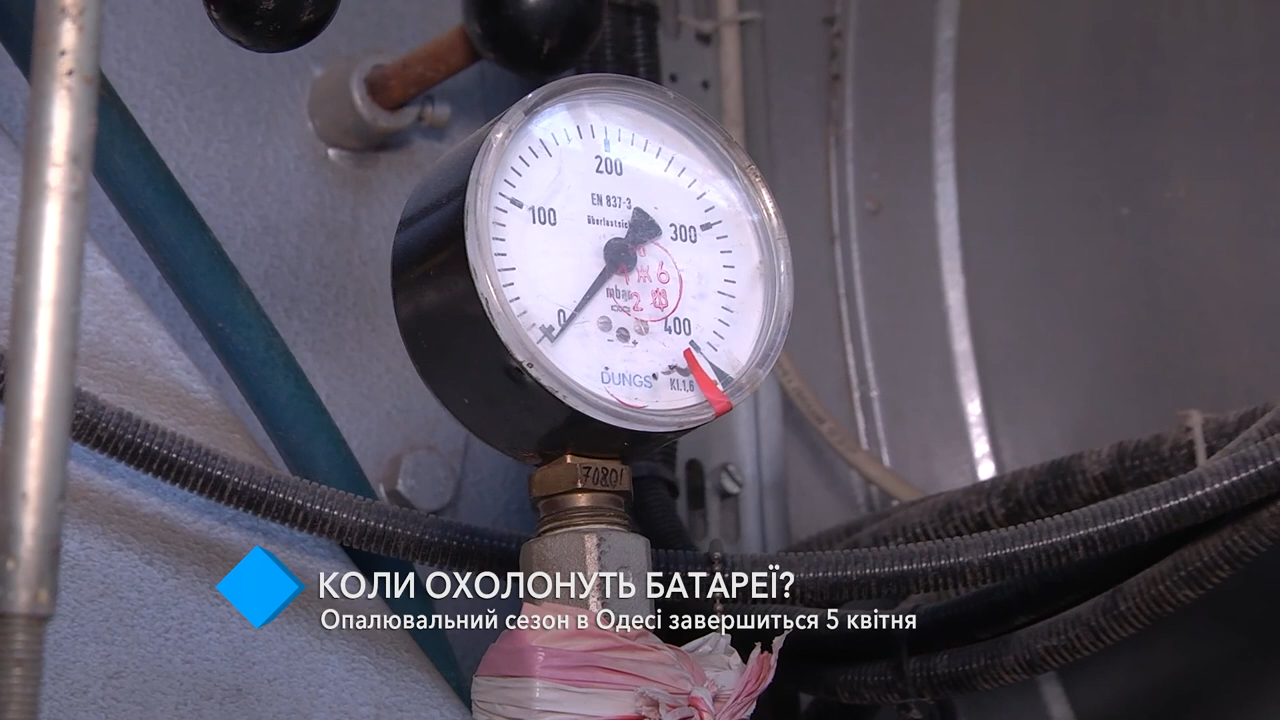 200
EN 837-3
100
300
mbar
0
400
DUNGS
Kl.1,6
70801
КОЛИ ОХОЛОНУТЬ БАТАРЕЇ?
Опалювальний сезон в Одесі завершиться 5 квітня